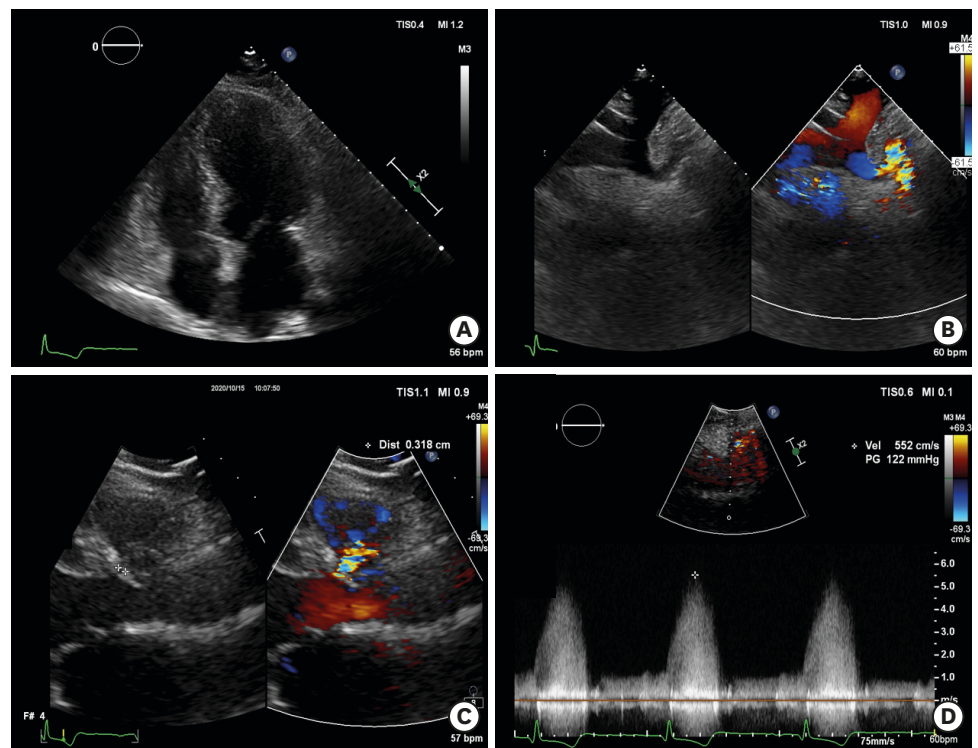 TIS0.4 MI 1.2
0
P
M3
X2
A
56 bpm
TIS1.0 MI 0.9
M4
+61.5
-61.5
cm/s
P
B
60 bpm
2020/10/15 10:07:50
TIS1.1 MI 0.9
M4
+69.3
Dist 0.318 cm
P
-69.3
cm/s
F# 4
C
57 bpm
TIS0.6 MI 0.1
P
X2
M3 M4
+69.3
Vel 552 cm/s
PG 122 mmHg
-69.3
cm/s
6.0
5.0
4.0
3.0
2.0
1.0
m/s
D
75mm/s
60bpm